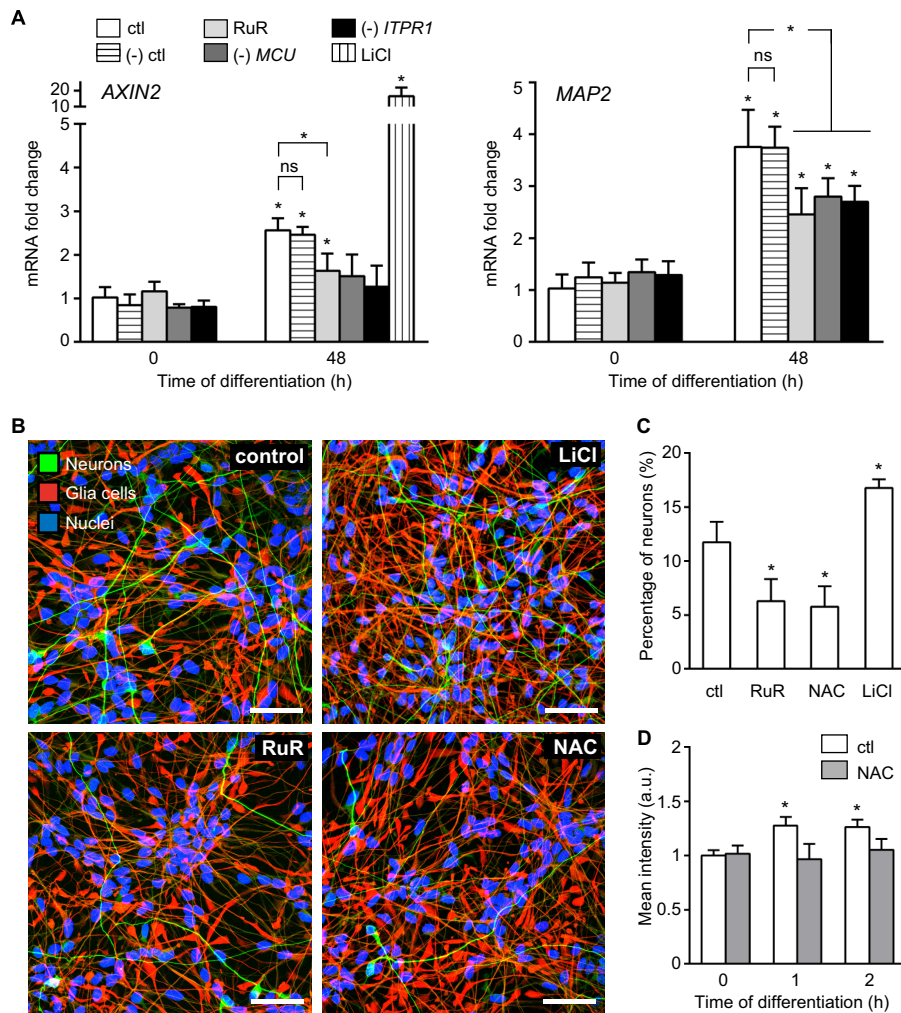 A
ctl
RuR
(-) ITPR1
(-) ctl
(-) MCU
LiCl
AXIN2
mRNA fold change
20
10
5
4
3
2
1
0
*
ns
*
*
*
*
0
48
Time of differentiation (h)
MAP2
mRNA fold change
5
4
3
2
1
0
*
ns
*
*
*
*
*
0
48
Time of differentiation (h)
B
Neurons
Glia cells
Nuclei
control
LiCl
RuR
NAC
C
Percentage of neurons (%)
20
15
10
5
0
*
*
*
ctl
RuR
NAC
LiCl
D
Mean intensity (a.u.)
2
1.5
1
0.5
0
ctl
NAC
*
*
0
1
2
Time of differentiation (h)